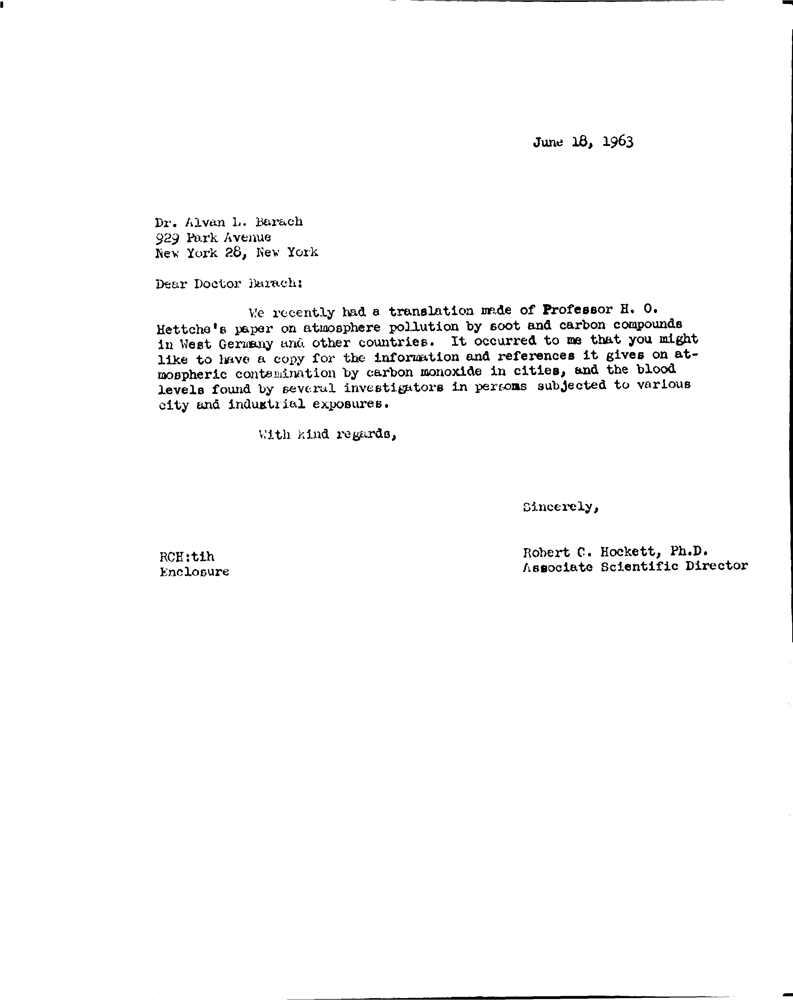 June 18, 1963
Dr. Alvan L. Barach
929 Park Avenue
New York 28, New York
Dear Doctor Barach:
We recently had a translation made of Professor H. O.
Hettche's paper on atmosphere pollution by soot and carbon compounds
in West Germany and other countries. It occurred to me that you might
like to have a copy for the information and references it gives on at-
mospheric contamination by carbon monoxide in cities, and the blood
levels found by several investigators in persons subjected to various
city and industrial exposures.
With kind regards,
Sincerely,
Robert C. Hockett, Ph.D.
Associate Scientific Director
RCH:tih
Enclosure